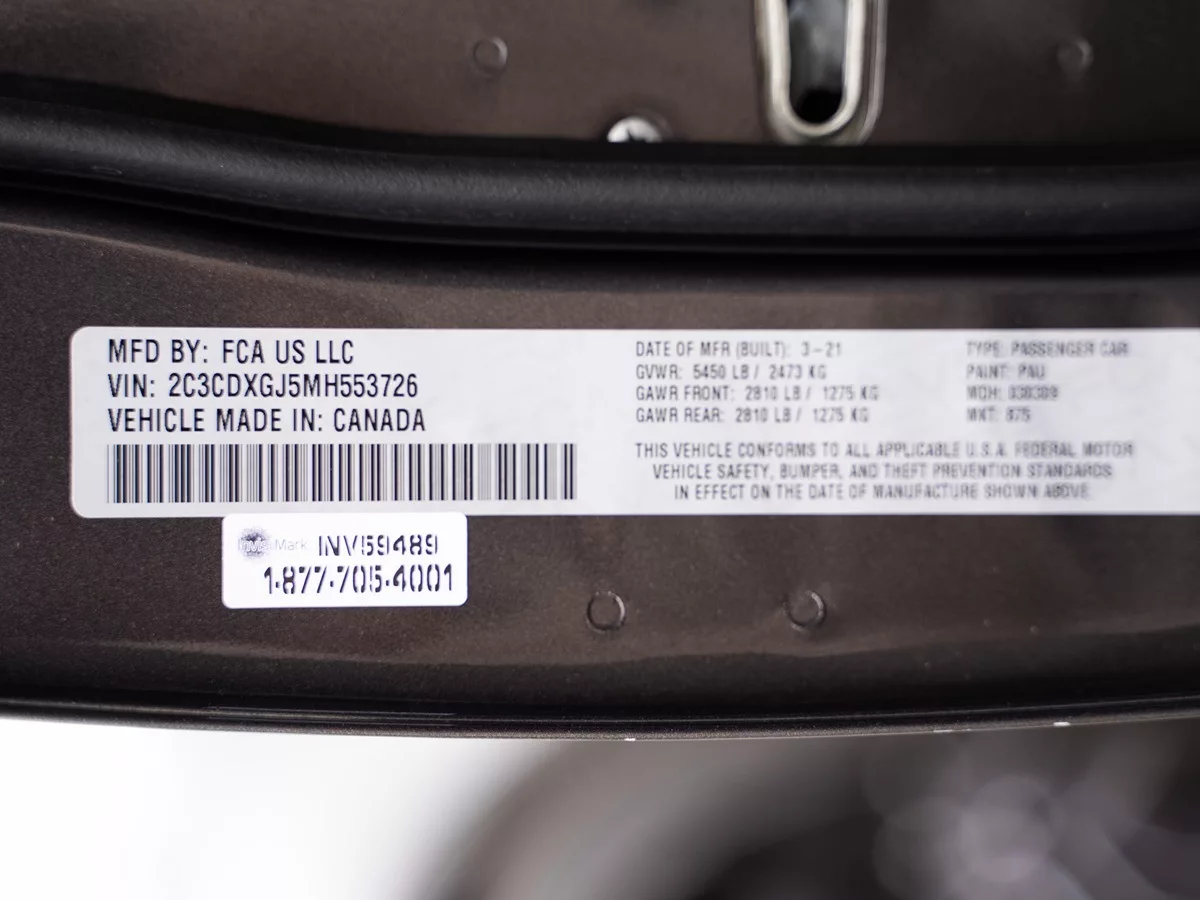 MFD BY: FCA US LLC
VIN: 2C3CDXGJ5MH553726
VEHICLE MADE IN: CANADA
DATE OF MFR (BUILT): 3-21
GVWR: 5450 LB / 2473 KG
GAWR FRONT: 2810 LB / 1275 KG
GAWR REAR: 2810 LB / 1275 KG
TYPE: PASSENGER CAR
PAINT: PAU
MDH:
MKT:
THIS VEHICLE CONFORMS TO ALL APPLICABLE U.S.A. FEDERAL MOTOR
VEHICLE SAFETY, BUMPER, AND THEFT PREVENTION STANDARDS
IN EFFECT ON THE DATE OF MANUFACTURE SHOWN ABOVE
Mark INV59489
1-877-705-4001